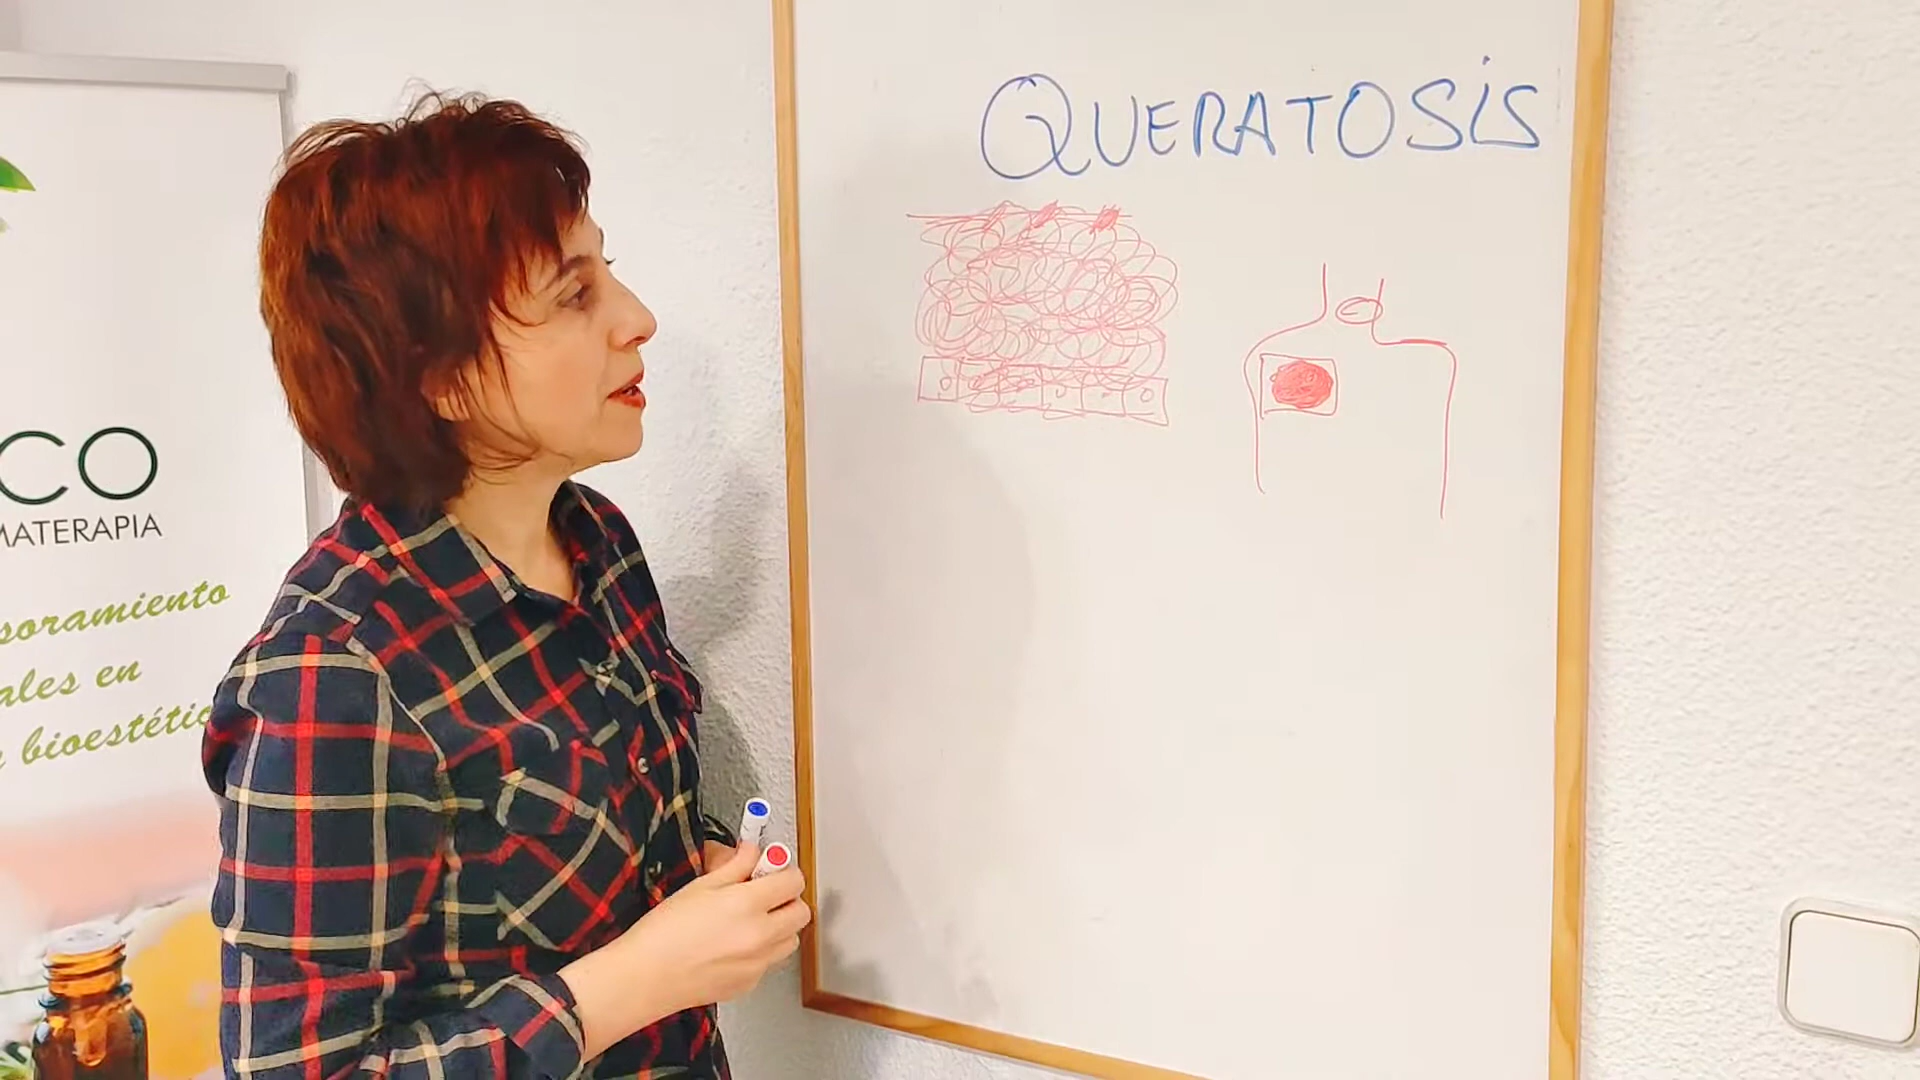 QUERATOSIS
CO
MATERAPIA
soramiento
ales en
bioestétic